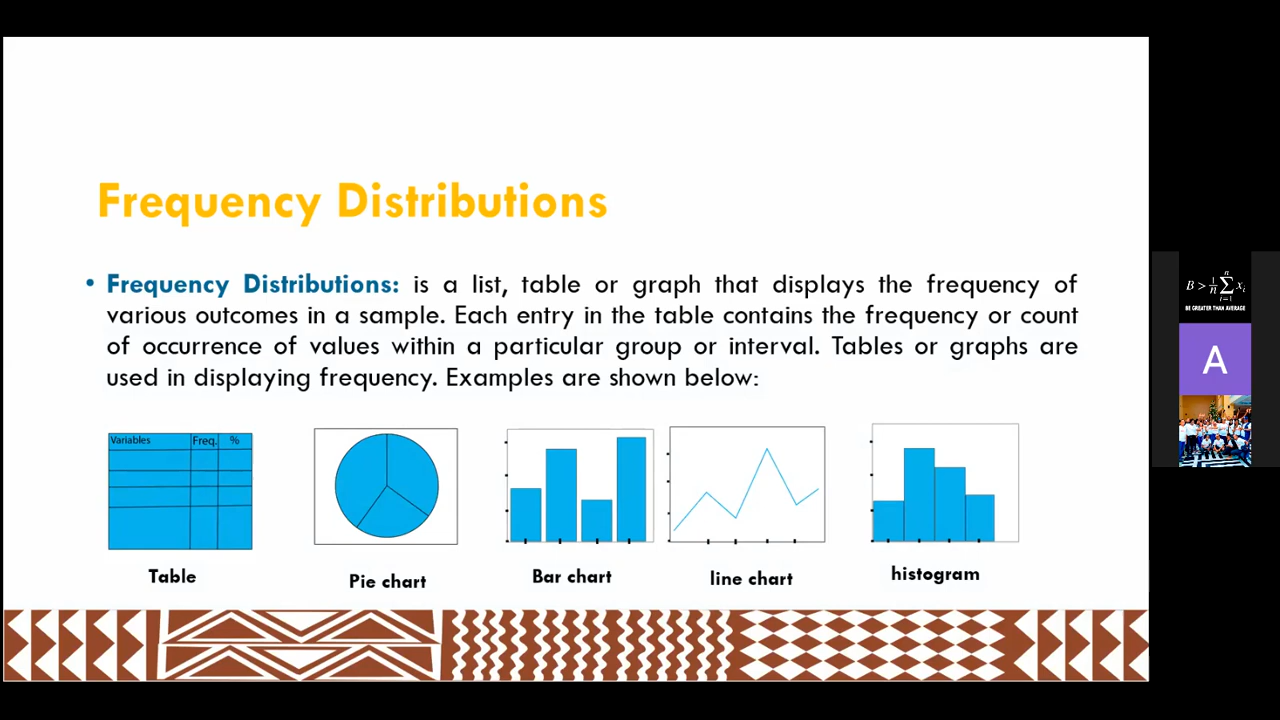 Frequency Distributions
• Frequency Distributions: is a list, table or graph that displays the frequency of
various outcomes in a sample. Each entry in the table contains the frequency or count
of occurrence of values within a particular group or interval. Tables or graphs are
used in displaying frequency. Examples are shown below:
Variables Freq. %
Table
Pie chart
Bar chart
line chart
histogram
B > 1/n ∑ i=1 n xᵢ
BE GREATER THAN AVERAGE
A